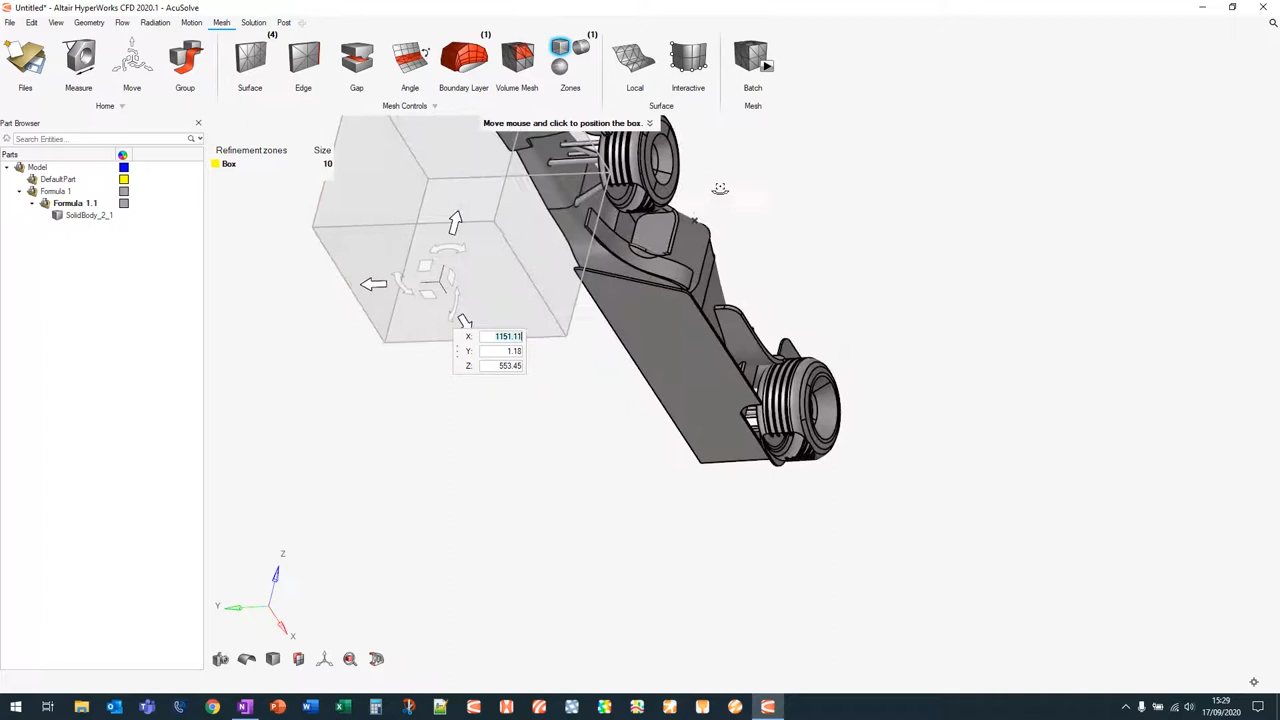 Untitled* - Altair HyperWorks CFD 2020.1 - AcuSolve
File Edit View Geometry Flow Radiation Motion Mesh Solution Post
(4) (1) (1)
Files Measure Move Group Surface Edge Gap Angle Boundary Layer Volume Mesh Zones Local Interactive Batch
Home Mesh Controls Surface Mesh
Part Browser
Move mouse and click to position the box.
Search Entities...
Parts
Model
DefaultPart
Formula 1
Formula 1.1
SolidBody_2_1
Refinement zones Size
Box 10
X: 1151.11
Y: 1.18
Z: 553.45
Z
Y
X
15:29
17/09/2020